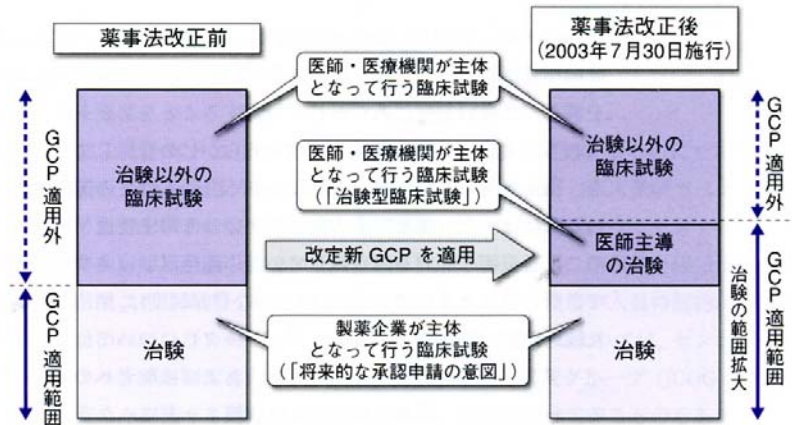 薬事法改正前
薬事法改正後
(2003年7月30日施行)
医師・医療機関が主体
となって行う臨床試験
GCP適用外
治験以外の
臨床試験
医師・医療機関が主体
となって行う臨床試験
(「治験型臨床試験」)
治験以外の
臨床試験
GCP適用外
改定新 GCP を適用
医師主導
の治験
GCP適用範囲
治験
製薬企業が主体
となって行う臨床試験
(「将来的な承認申請の意図」)
治験
治験の範囲拡大
GCP適用範囲